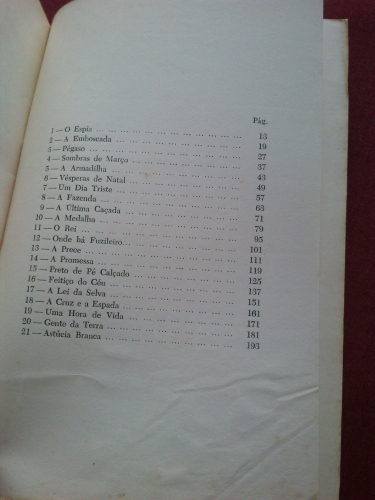 Pág.
1 — O Espia ... ... ... ... ... ... ... ... ... ... 13
2 — A Emboscada ... ... ... ... ... ... ... ... 19
3 — Pégaso ... ... ... ... ... ... ... ... ... ... 27
4 — Sombras de Março ... ... ... ... ... ... ... 37
5 — A Armadilha ... ... ... ... ... ... ... ... 43
6 — Vésperas de Natal ... ... ... ... ... ... ... 49
7 — Um Dia Triste ... ... ... ... ... ... ... ... 57
8 — A Fazenda ... ... ... ... ... ... ... ... ... 63
9 — A Última Caçada ... ... ... ... ... ... ... 71
10 — A Medalha ... ... ... ... ... ... ... ... ... 79
11 — O Rei ... ... ... ... ... ... ... ... ... ... 95
12 — Onde há Fuzileiro... ... ... ... ... ... ... 101
13 — A Prece ... ... ... ... ... ... ... ... ... 111
14 — A Promessa ... ... ... ... ... ... ... ... 119
15 — Preto de Pé Calçado ... ... ... ... ... ... 125
16 — Feitiço do Céu ... ... ... ... ... ... ... 137
17 — A Lei da Selva ... ... ... ... ... ... ... 151
18 — A Cruz e a Espada ... ... ... ... ... ... 161
19 — Uma Hora de Vida ... ... ... ... ... ... 171
20 — Gente da Terra ... ... ... ... ... ... ... 181
21 — Astúcia Branca ... ... ... ... ... ... ... 193